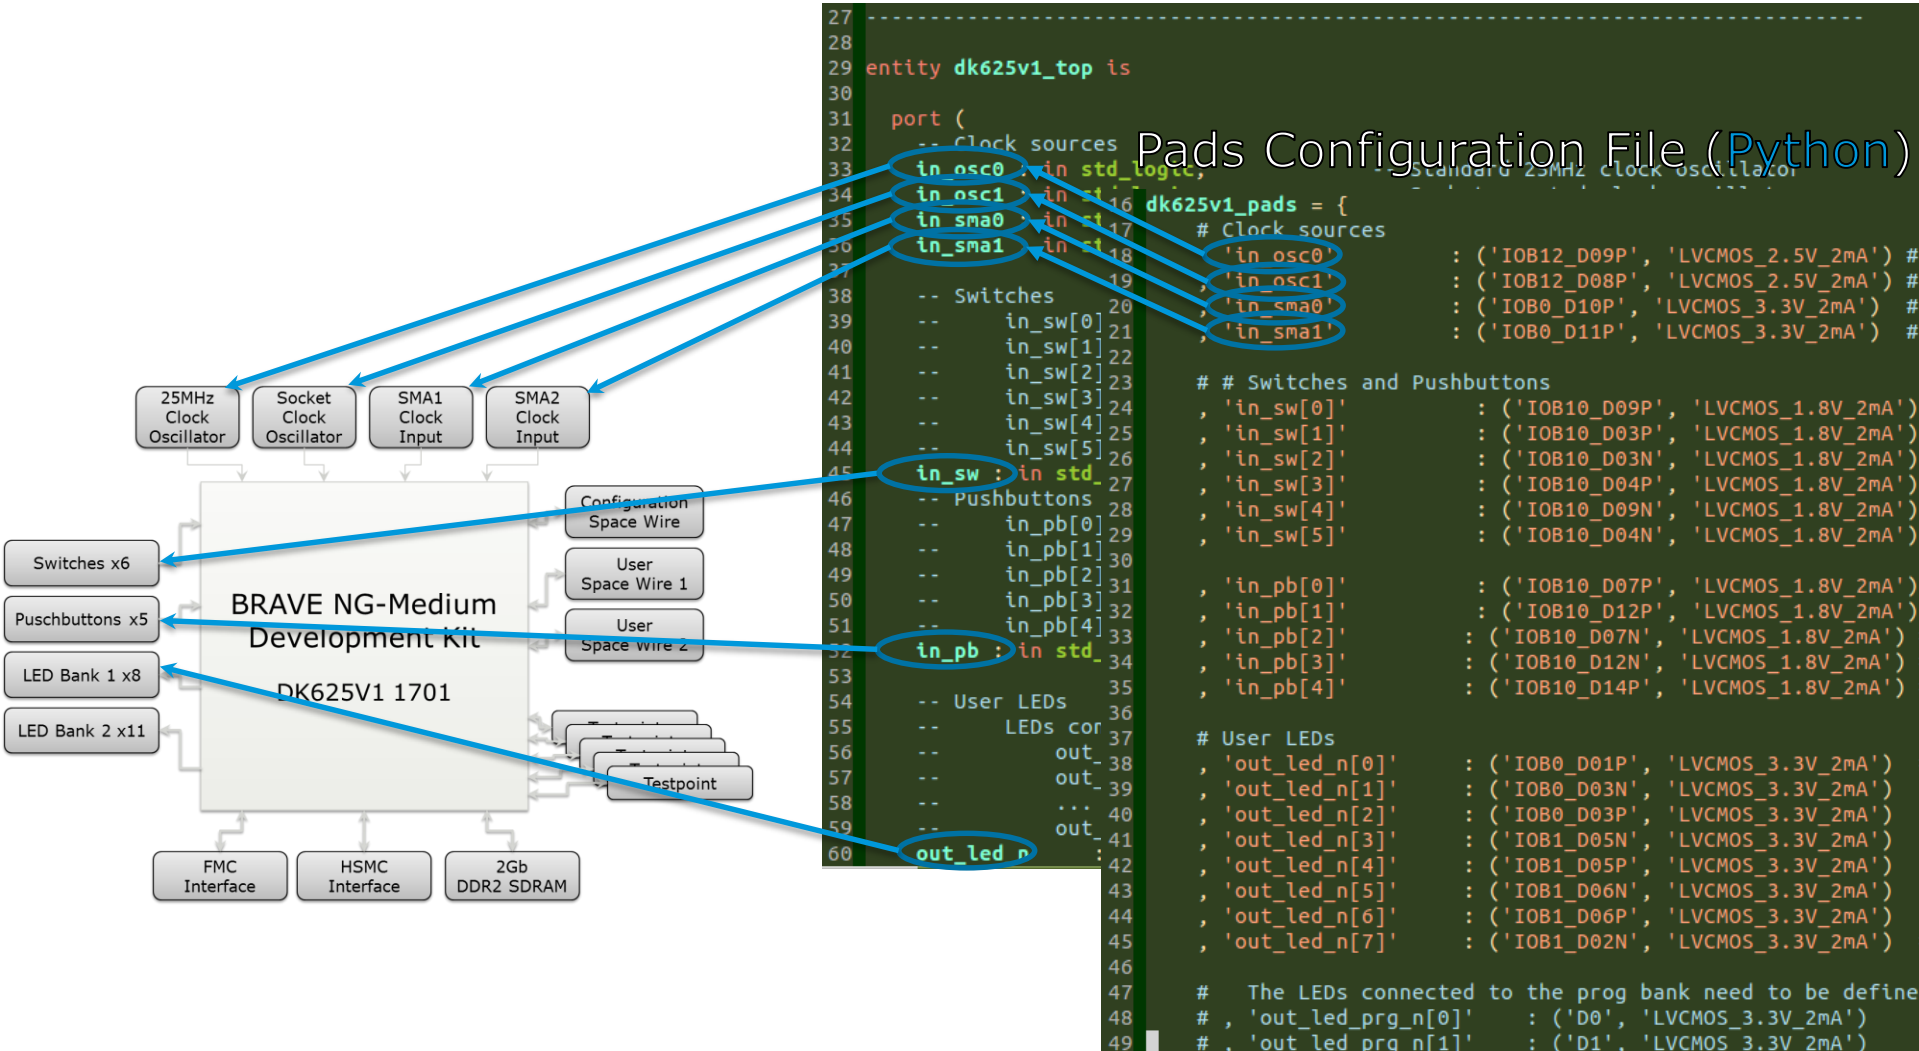 27 -------------------------------------------------------------------------------
28
29 entity dk625v1_top is
30
31 port (
32 -- Clock sources
33 in_osc0 : in std_logic, -- Standard 25MHz clock oscillator
34 in_osc1 : in
35 in_sma0 : in st
36 in_sma1 in st
37
38 -- Switches
39 -- in_sw[0]
40 -- in_sw[1]
41 -- in_sw[2]
42 -- in_sw[3]
43 -- in_sw[4]
44 -- in_sw[5]
45 in_sw : in std_
46 -- Pushbuttons
47 -- in_pb[0]
48 -- in_pb[1]
49 -- in_pb[2]
50 -- in_pb[3]
51 -- in_pb[4]
52 in_pb : in std_
53
54 -- User LEDs
55 -- LEDs con
56 -- out_
57 -- out_
58 -- ...
59 -- out_
60 out_led_n :
Pads Configuration File (Python)
16 dk625v1_pads = {
17 # Clock sources
18 'in_osc0' : ('IOB12_D09P', 'LVCMOS_2.5V_2mA') #
19 , 'in_osc1' : ('IOB12_D08P', 'LVCMOS_2.5V_2mA') #
20 , 'in_sma0' : ('IOB0_D10P', 'LVCMOS_3.3V_2mA') #
21 , 'in_sma1' : ('IOB0_D11P', 'LVCMOS_3.3V_2mA') #
22
23 # # Switches and Pushbuttons
24 , 'in_sw[0]' : ('IOB10_D09P', 'LVCMOS_1.8V_2mA')
25 , 'in_sw[1]' : ('IOB10_D03P', 'LVCMOS_1.8V_2mA')
26 , 'in_sw[2]' : ('IOB10_D03N', 'LVCMOS_1.8V_2mA')
27 , 'in_sw[3]' : ('IOB10_D04P', 'LVCMOS_1.8V_2mA')
28 , 'in_sw[4]' : ('IOB10_D09N', 'LVCMOS_1.8V_2mA')
29 , 'in_sw[5]' : ('IOB10_D04N', 'LVCMOS_1.8V_2mA')
30
31 , 'in_pb[0]' : ('IOB10_D07P', 'LVCMOS_1.8V_2mA')
32 , 'in_pb[1]' : ('IOB10_D12P', 'LVCMOS_1.8V_2mA')
33 , 'in_pb[2]' : ('IOB10_D07N', 'LVCMOS_1.8V_2mA')
34 , 'in_pb[3]' : ('IOB10_D12N', 'LVCMOS_1.8V_2mA')
35 , 'in_pb[4]' : ('IOB10_D14P', 'LVCMOS_1.8V_2mA')
36
37 # User LEDs
38 , 'out_led_n[0]' : ('IOB0_D01P', 'LVCMOS_3.3V_2mA')
39 , 'out_led_n[1]' : ('IOB0_D03N', 'LVCMOS_3.3V_2mA')
40 , 'out_led_n[2]' : ('IOB0_D03P', 'LVCMOS_3.3V_2mA')
41 , 'out_led_n[3]' : ('IOB1_D05N', 'LVCMOS_3.3V_2mA')
42 , 'out_led_n[4]' : ('IOB1_D05P', 'LVCMOS_3.3V_2mA')
43 , 'out_led_n[5]' : ('IOB1_D06N', 'LVCMOS_3.3V_2mA')
44 , 'out_led_n[6]' : ('IOB1_D06P', 'LVCMOS_3.3V_2mA')
45 , 'out_led_n[7]' : ('IOB1_D02N', 'LVCMOS_3.3V_2mA')
46
47 # The LEDs connected to the prog bank need to be define
48 # , 'out_led_prg_n[0]' : ('D0', 'LVCMOS_3.3V_2mA')
49 # , 'out_led_prg_n[1]' : ('D1', 'LVCMOS_3.3V_2mA')
25MHz
Clock
Oscillator
Socket
Clock
Oscillator
SMA1
Clock
Input
SMA2
Clock
Input
Switches x6
Puschbuttons x5
LED Bank 1 x8
LED Bank 2 x11
BRAVE NG-Medium
Development Kit
DK625V1 1701
Configuration
Space Wire
User
Space Wire 1
User
Space Wire 2
Testpoint
FMC
Interface
HSMC
Interface
2Gb
DDR2 SDRAM